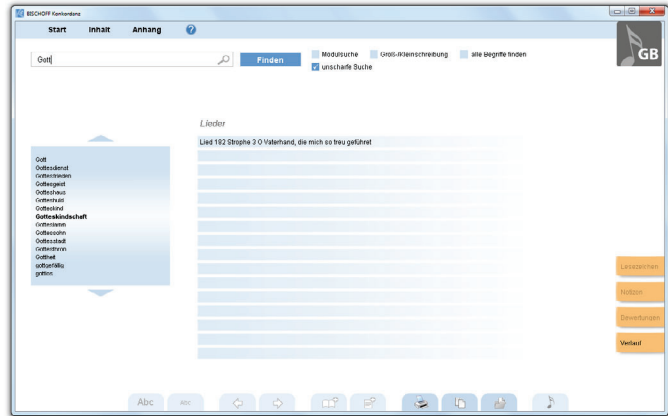 BISCHOFF Konkordanz
Start Inhalt Anhang ?
Gott Finden
Modulsuche Groß-/Kleinschreibung alle Begriffe finden
unscharfe Suche
GB
Lieder
Lied 182 Strophe 3 O Vaterhand, die mich so treu geführet
Gott
Gottesdienst
Gottesfrieden
Gottesgeist
Gotteshaus
Gotteshuld
Gotteskind
Gotteskindschaft
Gotteslamm
Gottessohn
Gottesstadt
Gottesthron
Gottheit
gottgefällig
gottlos
Lesezeichen
Notizen
Bewertungen
Verlauf
Abc Abc